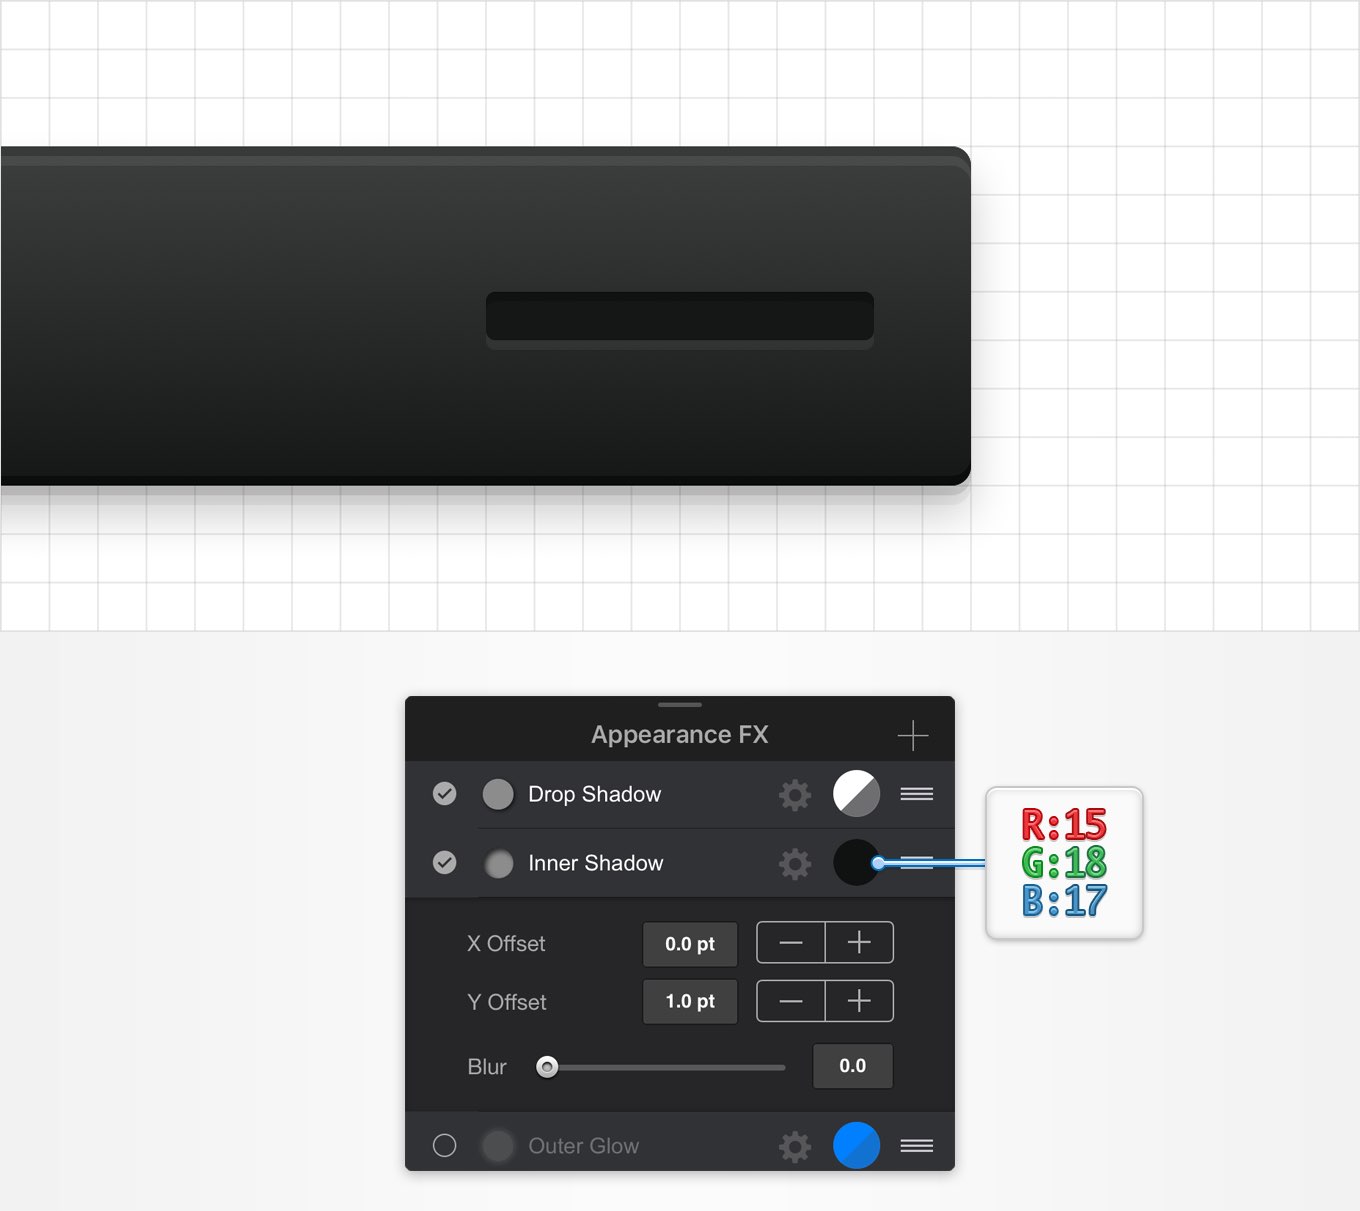 Appearance FX
Drop Shadow
Inner Shadow
R:15
G:18
B:17
X Offset 0.0 pt
Y Offset 1.0 pt
Blur 0.0
Outer Glow